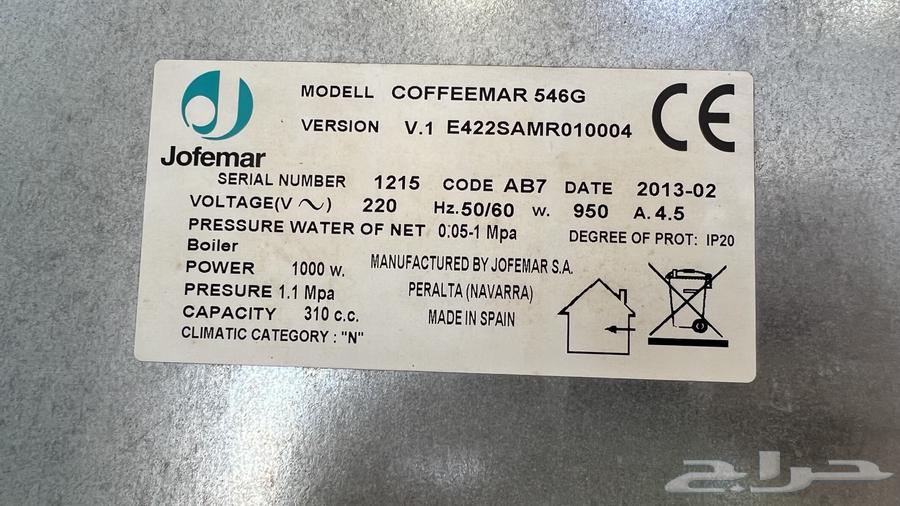 Jofemar
MODELL COFFEEMAR 546G
VERSION V.1 E422SAMR010004
CE
SERIAL NUMBER 1215 CODE AB7 DATE 2013-02
VOLTAGE(V ∿) 220 Hz. 50/60 w. 950 A. 4.5
PRESSURE WATER OF NET 0.05-1 Mpa
DEGREE OF PROT: IP20
Boiler
POWER 1000 w.
PRESURE 1.1 Mpa
CAPACITY 310 c.c.
CLIMATIC CATEGORY : "N"
MANUFACTURED BY JOFEMAR S.A.
PERALTA (NAVARRA)
MADE IN SPAIN
حراج